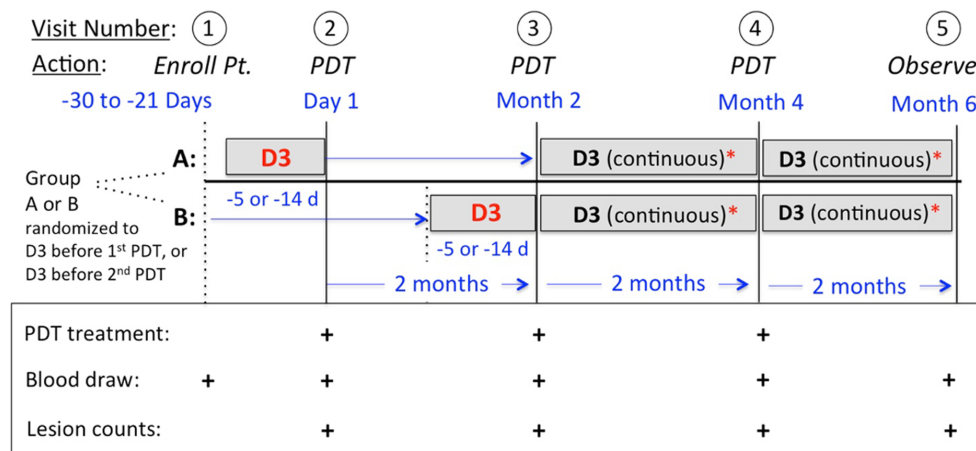 Visit Number: 1 2 3 4 5
Action: Enroll Pt. PDT PDT PDT Observe
-30 to -21 Days Day 1 Month 2 Month 4 Month 6
A: D3 D3 (continuous)* D3 (continuous)*
Group
A or B
randomized to
D3 before 1st PDT, or
D3 before 2nd PDT
-5 or -14 d
B: D3 D3 (continuous)* D3 (continuous)*
-5 or -14 d
2 months 2 months 2 months
PDT treatment: + + +
Blood draw: + + + + +
Lesion counts: + + + +